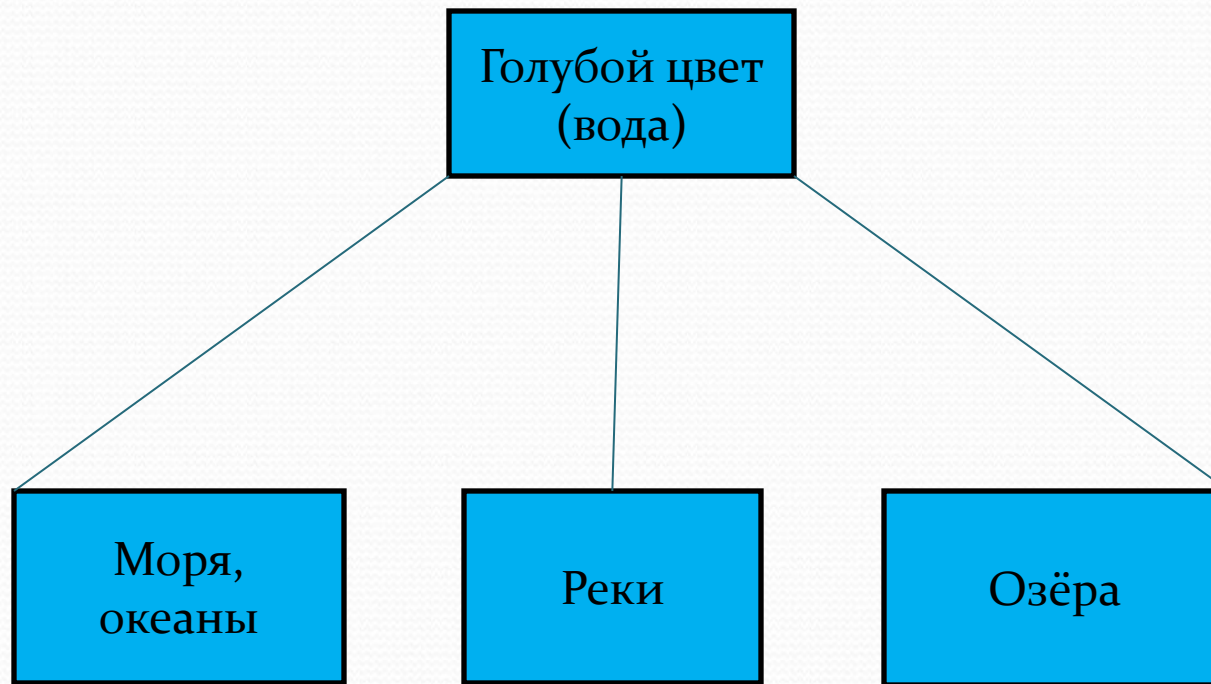 Голубой цвет
(вода)
Моря,
океаны
Реки
Озёра